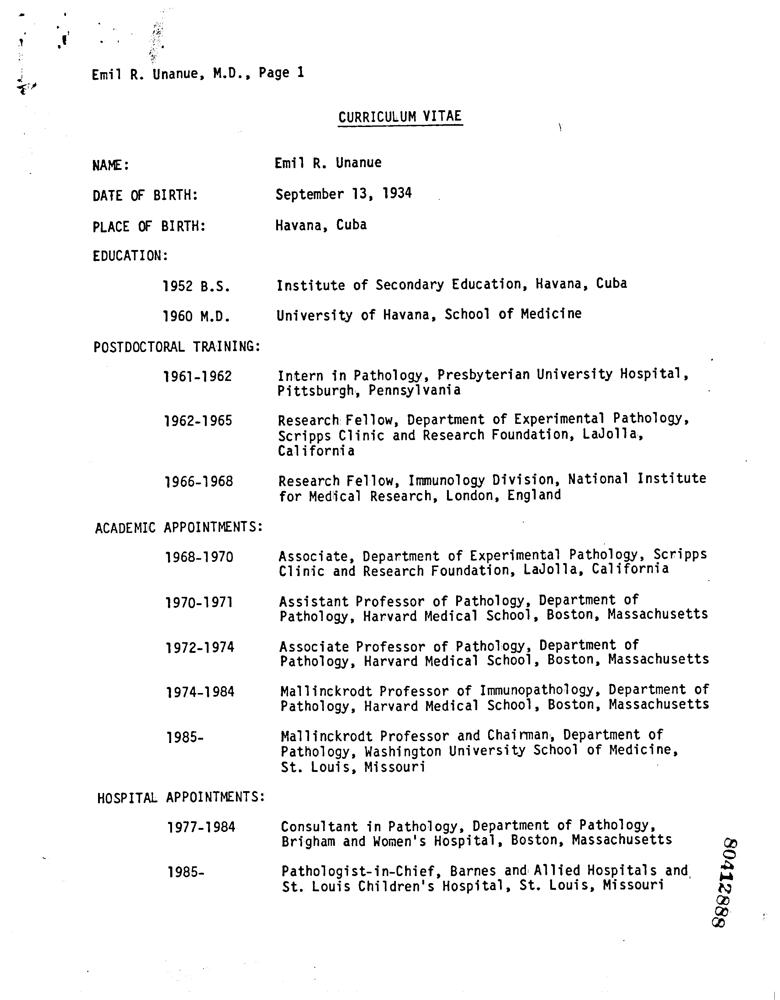 Emil R. Unanue, M.D., Page 1
CURRICULUM VITAE
NAME: Emil R. Unanue
DATE OF BIRTH: September 13, 1934
PLACE OF BIRTH: Havana, Cuba
EDUCATION:
1952 B.S. Institute of Secondary Education, Havana, Cuba
1960 M.D. University of Havana, School of Medicine
POSTDOCTORAL TRAINING:
1961-1962 Intern in Pathology, Presbyterian University Hospital,
Pittsburgh, Pennsylvania
1962-1965 Research Fellow, Department of Experimental Pathology,
Scripps Clinic and Research Foundation, LaJolla,
California
1966-1968 Research Fellow, Immunology Division, National Institute
for Medical Research, London, England
ACADEMIC APPOINTMENTS:
1968-1970 Associate, Department of Experimental Pathology, Scripps
Clinic and Research Foundation, LaJolla, California
1970-1971 Assistant Professor of Pathology, Department of
Pathology, Harvard Medical School, Boston, Massachusetts
1972-1974 Associate Professor of Pathology, Department of
Pathology, Harvard Medical School, Boston, Massachusetts
1974-1984 Mallinckrodt Professor of Immunopathology, Department of
Pathology, Harvard Medical School, Boston, Massachusetts
1985- Mallinckrodt Professor and Chairman, Department of
Pathology, Washington University School of Medicine,
St. Louis, Missouri
HOSPITAL APPOINTMENTS:
1977-1984 Consultant in Pathology, Department of Pathology,
Brigham and Women's Hospital, Boston, Massachusetts
1985- Pathologist-in-Chief, Barnes and Allied Hospitals and
St. Louis Children's Hospital, St. Louis, Missouri
80412888